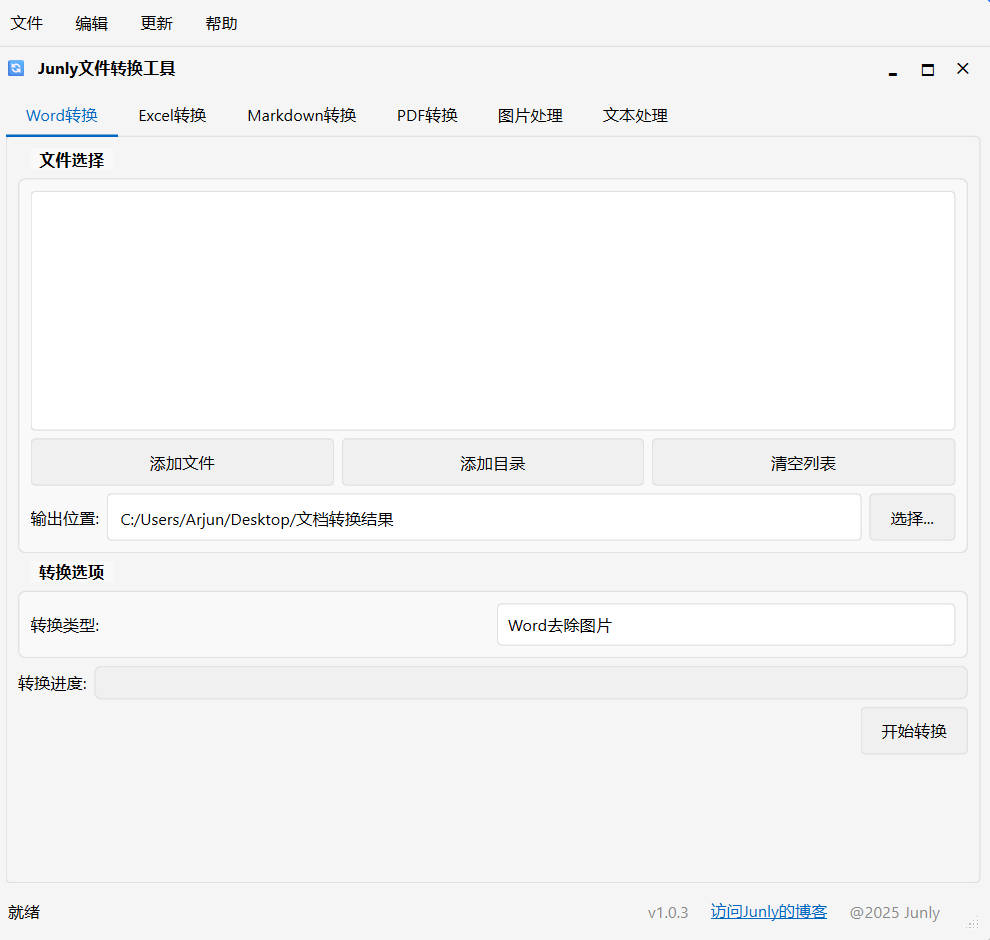 文件 编辑 更新 帮助
Junly文件转换工具
Word转换 Excel转换 Markdown转换 PDF转换 图片处理 文本处理
文件选择
添加文件 添加目录 清空列表
输出位置: C:/Users/Arjun/Desktop/文档转换结果 选择...
转换选项
转换类型: Word去除图片
转换进度:
开始转换
就绪 v1.0.3 访问Junly的博客 @2025 Junly